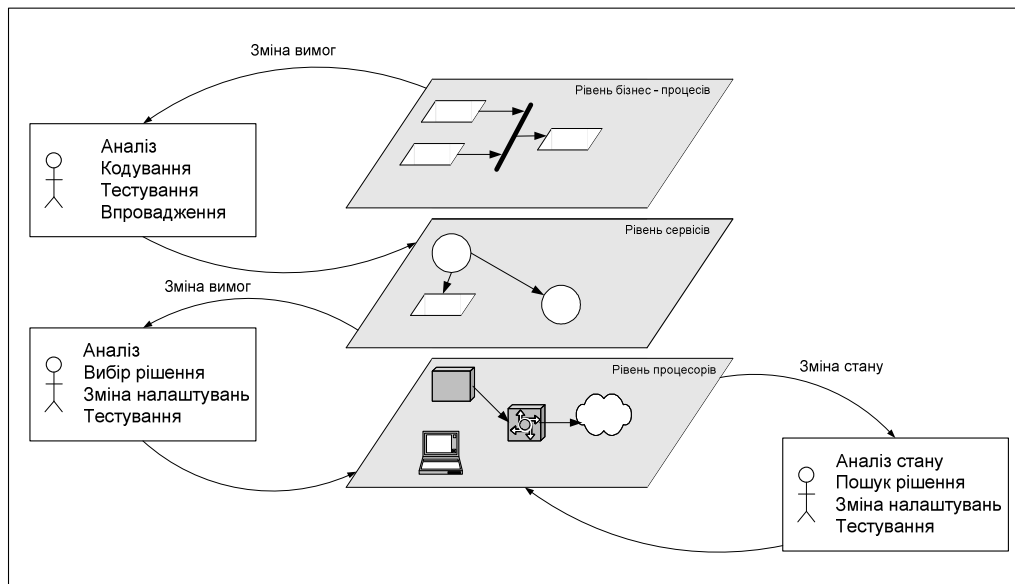 Зміна вимог
Рівень бізнес - процесів
Аналіз
Кодування
Тестування
Впровадження
Рівень сервісів
Зміна вимог
Аналіз
Вибір рішення
Зміна налаштувань
Тестування
Рівень процесорів
Зміна стану
Аналіз стану
Пошук рішення
Зміна налаштувань
Тестування